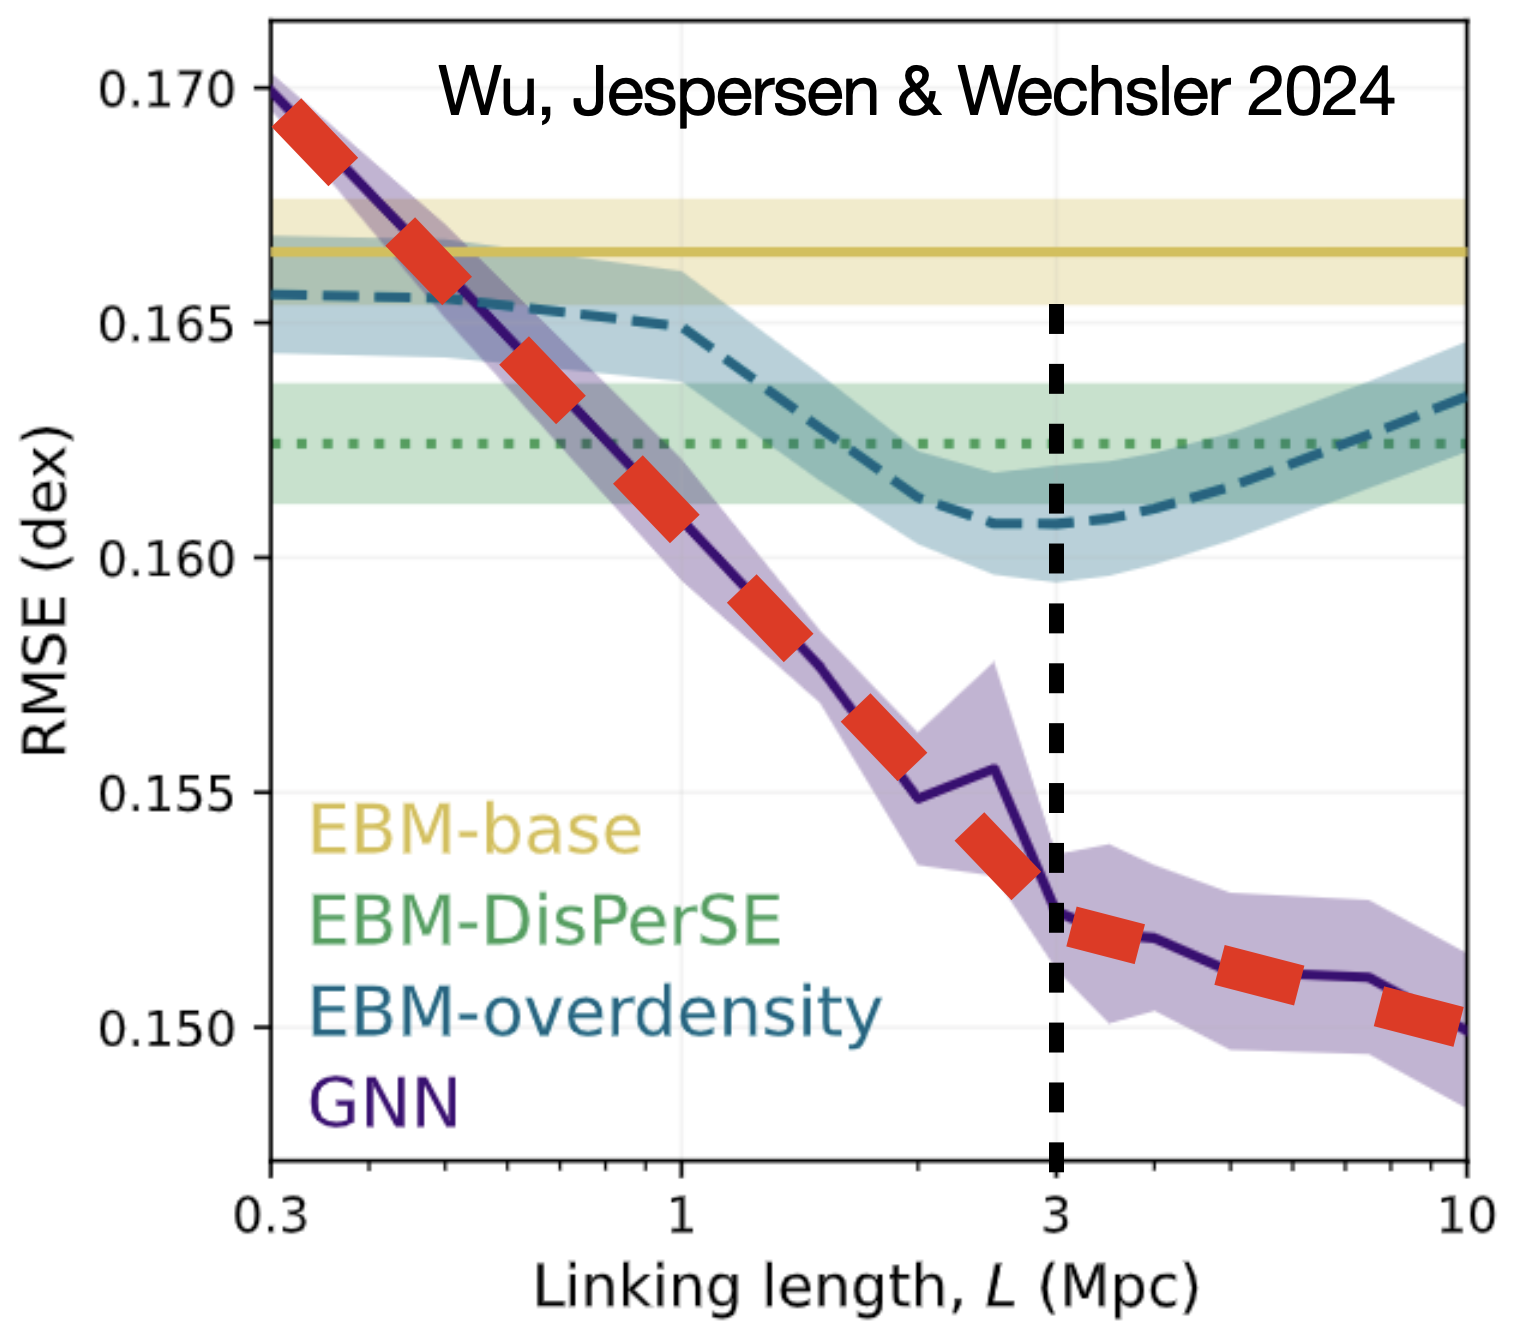 Wu, Jespersen & Wechsler 2024
0.170
0.165
0.160
0.155
0.150
RMSE (dex)
EBM-base
EBM-DisPerSE
EBM-overdensity
GNN
0.3 1 3 10
Linking length, L (Mpc)